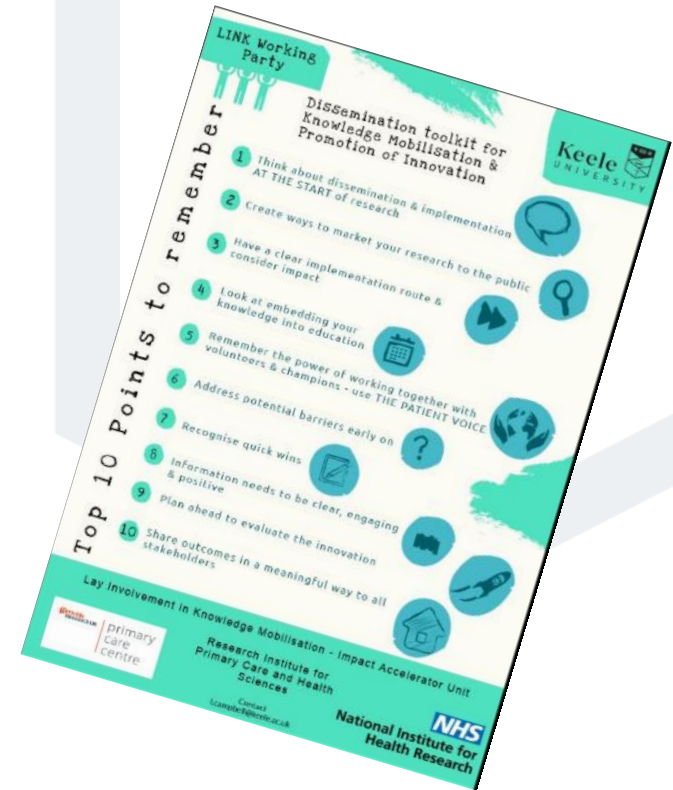 LINK Working
Party
Dissemination toolkit for
Knowledge Mobilisation &
Promotion of Innovation
Keele
UNIVERSITY
Top 10 Points to remember
1 Think about dissemination & implementation
AT THE START of research
2 Create ways to market your research to the public
3 Have a clear implementation route &
consider impact
4 Look at embedding your
knowledge into education
5 Remember the power of working together with
volunteers & champions - use THE PATIENT VOICE
6 Address potential barriers early on
?
7 Recognise quick wins
8 Information needs to be clear, engaging
& positive
9 Plan ahead to evaluate the innovation
10 Share outcomes in a meaningful way to all
stakeholders
Lay Involvement in Knowledge Mobilisation - Impact Accelerator Unit
primary
care
centre
Research Institute for
Primary Care and Health
Sciences
Contact
l.campbell@keele.ac.uk
NHS
National Institute for
Health Research